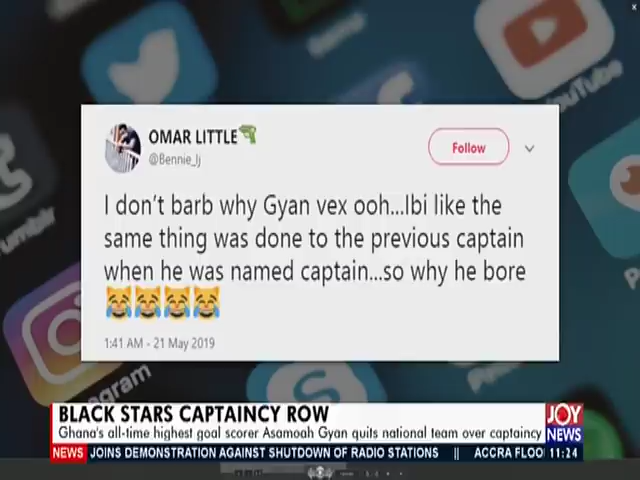 OMAR LITTLE
@Bennie_lj
Follow
I don't barb why Gyan vex ooh...Ibi like the
same thing was done to the previous captain
when he was named captain...so why he bore
😹😹😹😹
1:41 AM - 21 May 2019
YouTube
umblr
agram
BLACK STARS CAPTAINCY ROW
Ghana's all-time highest goal scorer Asamoah Gyan quits national team over captaincy
JOY
NEWS
NEWS JOINS DEMONSTRATION AGAINST SHUTDOWN OF RADIO STATIONS || ACCRA FLOO 11:24